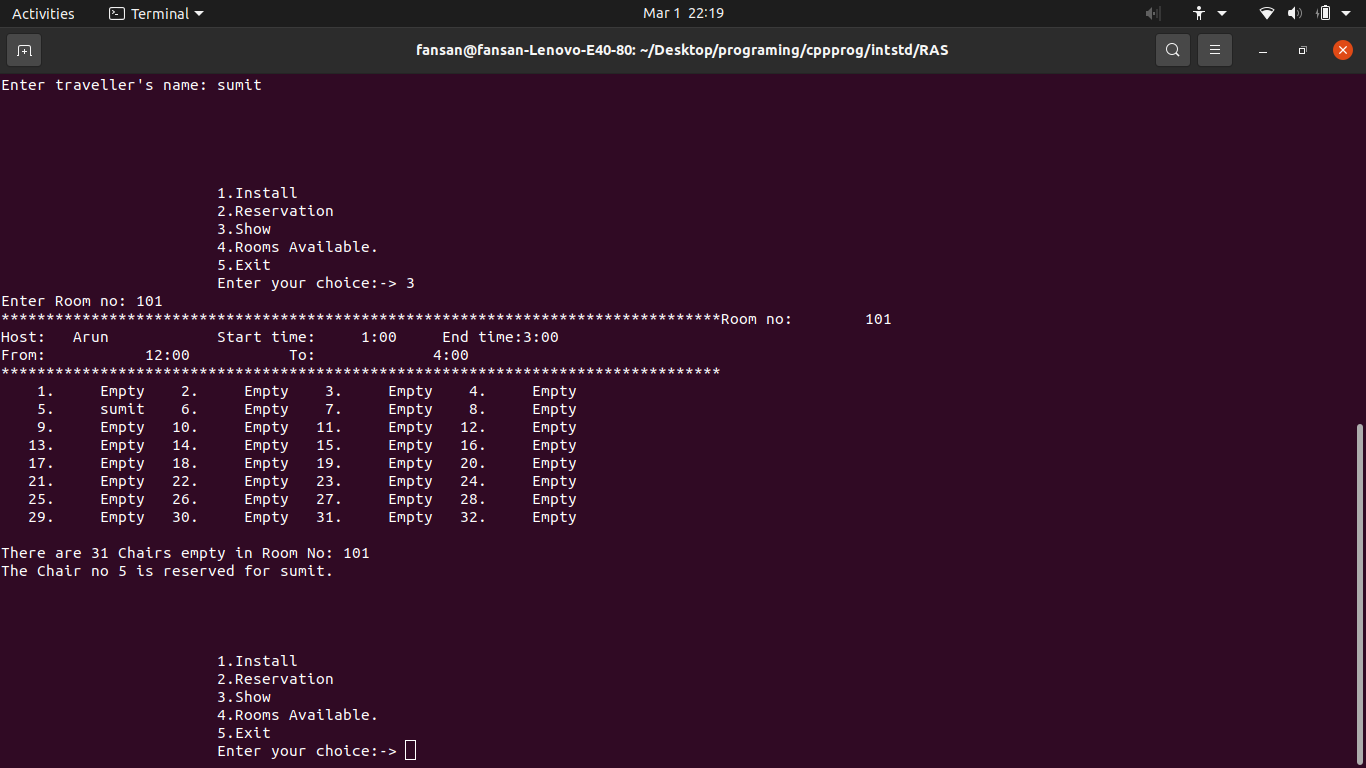 Activities Terminal Mar 1 22:19
fansan@fansan-Lenovo-E40-80: ~/Desktop/programing/cppprog/intstd/RAS
Enter traveller's name: sumit
1.Install
2.Reservation
3.Show
4.Rooms Available.
5.Exit
Enter your choice:-> 3
Enter Room no: 101
********************************************************************************Room no: 101
Host: Arun Start time: 1:00 End time:3:00
From: 12:00 To: 4:00
********************************************************************************
1. Empty 2. Empty 3. Empty 4. Empty
5. sumit 6. Empty 7. Empty 8. Empty
9. Empty 10. Empty 11. Empty 12. Empty
13. Empty 14. Empty 15. Empty 16. Empty
17. Empty 18. Empty 19. Empty 20. Empty
21. Empty 22. Empty 23. Empty 24. Empty
25. Empty 26. Empty 27. Empty 28. Empty
29. Empty 30. Empty 31. Empty 32. Empty
There are 31 Chairs empty in Room No: 101
The Chair no 5 is reserved for sumit.
1.Install
2.Reservation
3.Show
4.Rooms Available.
5.Exit
Enter your choice:->